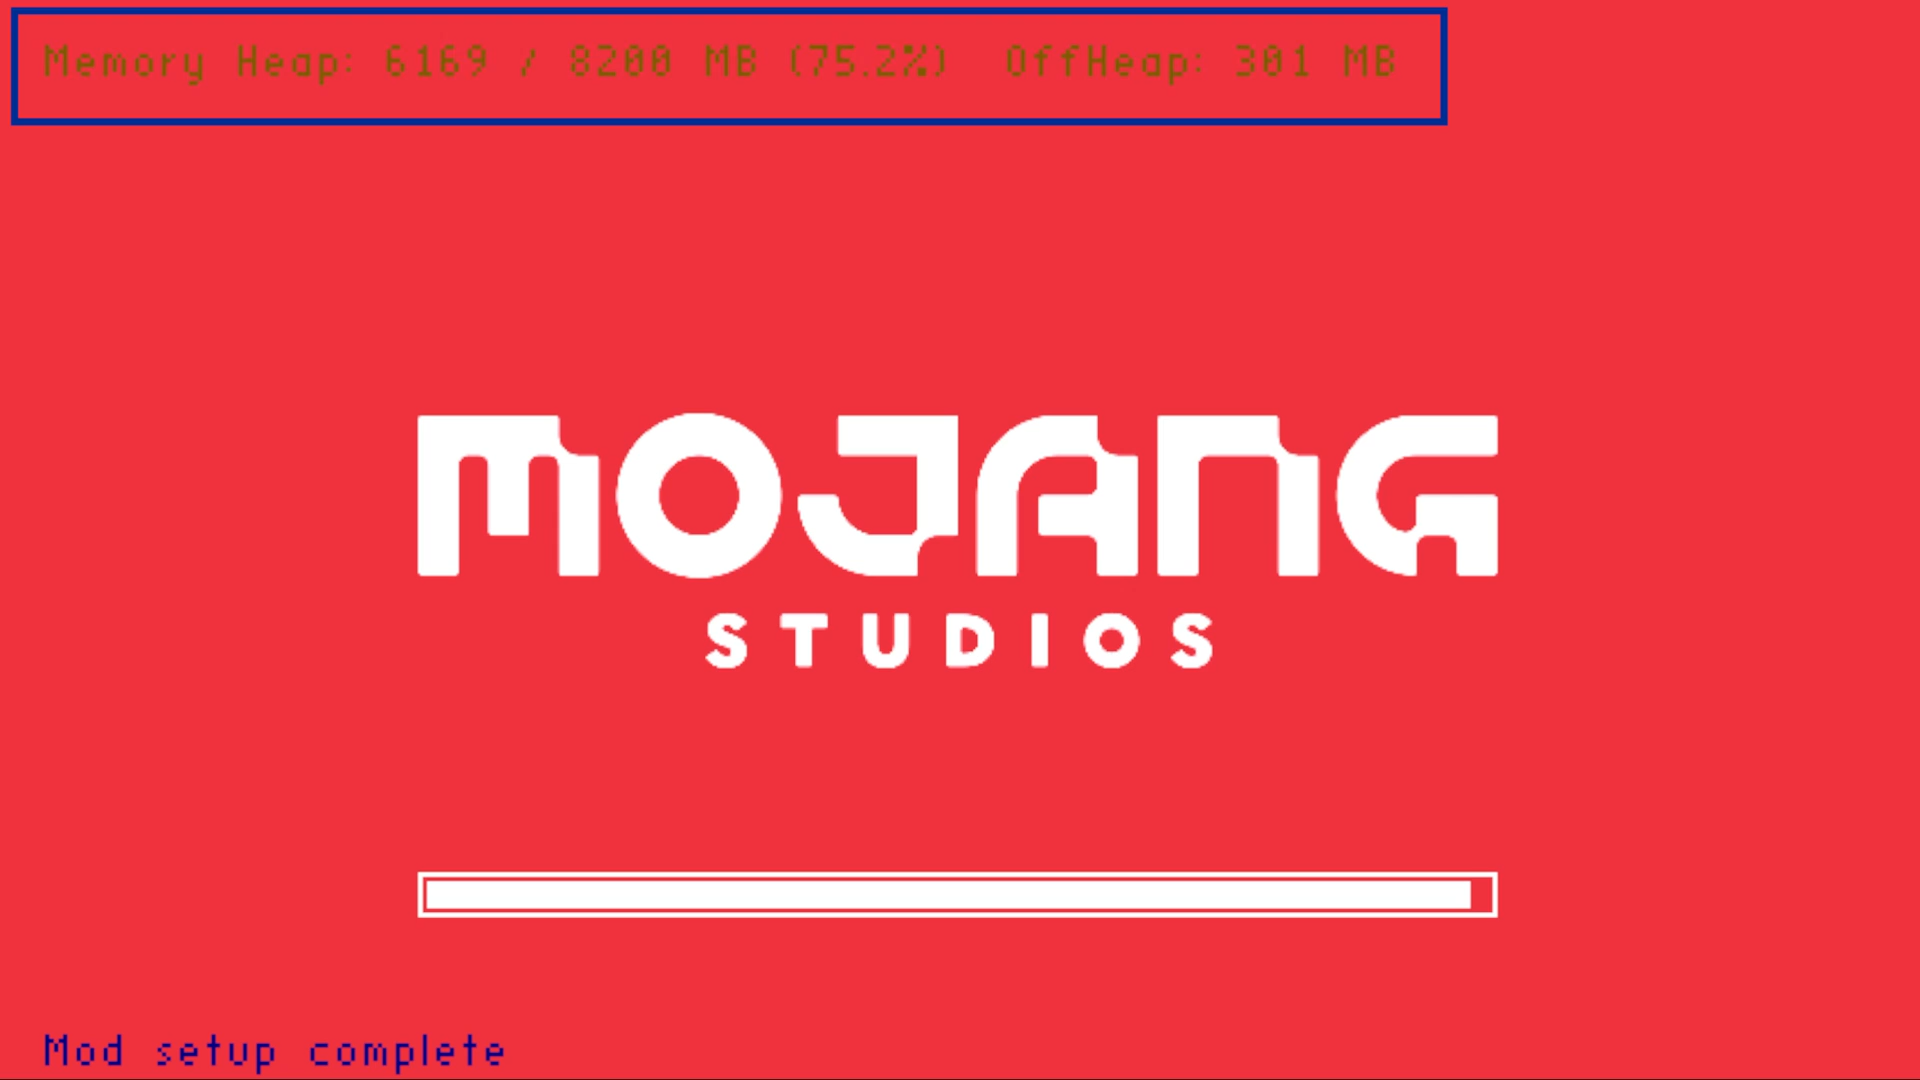 Memory Heap: 6169 / 8200 MB (75.2%) OffHeap: 301 MB
MOJANG
STUDIOS
Mod setup complete